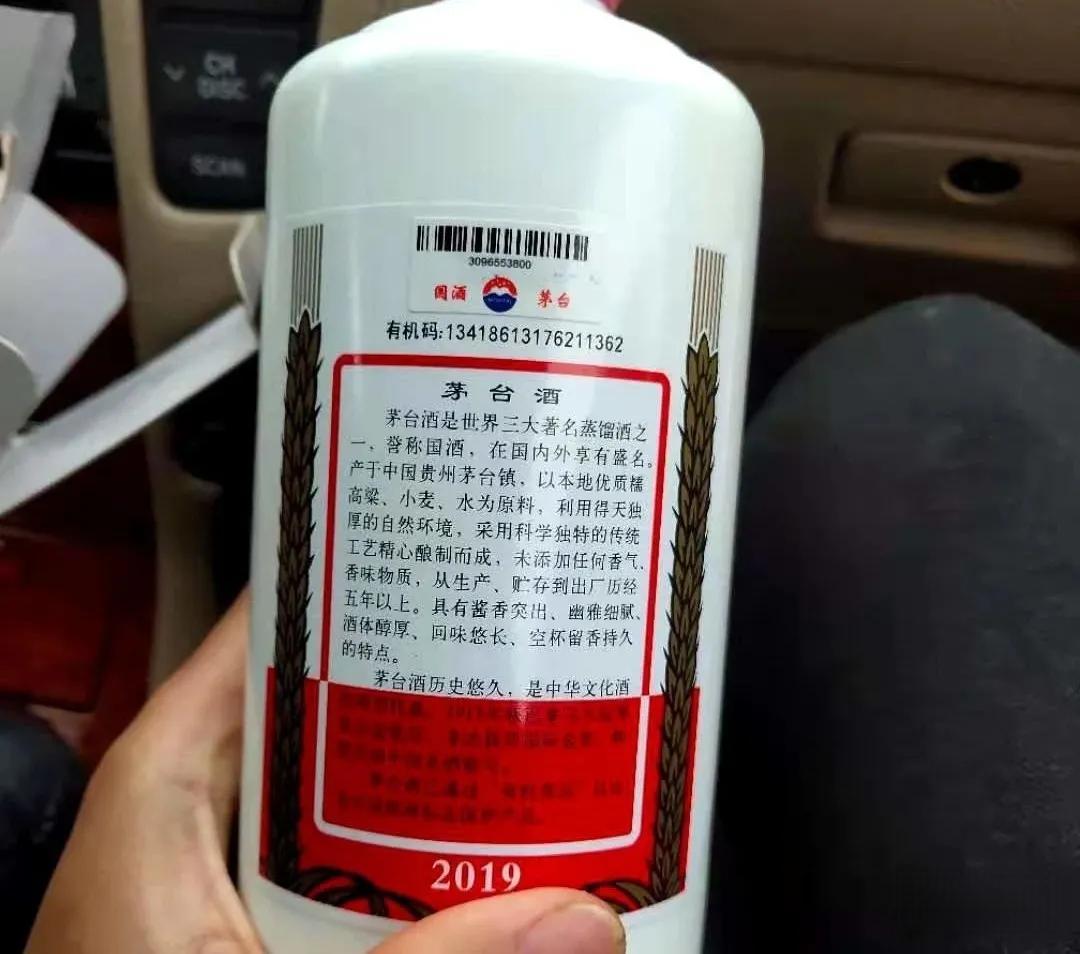 CH
DISC
SCAN
3096553800
国酒 茅台
有机码:13418613176211362
茅台酒
茅台酒是世界三大著名蒸馏酒之
一，誉称国酒，在国内外享有盛名。
产于中国贵州茅台镇，以本地优质糯
高粱、小麦、水为原料，利用得天独
厚的自然环境，采用科学独特的传统
工艺精心酿制而成，未添加任何香气、
香味物质，从生产、贮存到出厂历经
五年以上。具有酱香突出、幽雅细腻、
酒体醇厚、回味悠长、空杯留香持久
的特点。
茅台酒历史悠久，是中华文化酒
2019